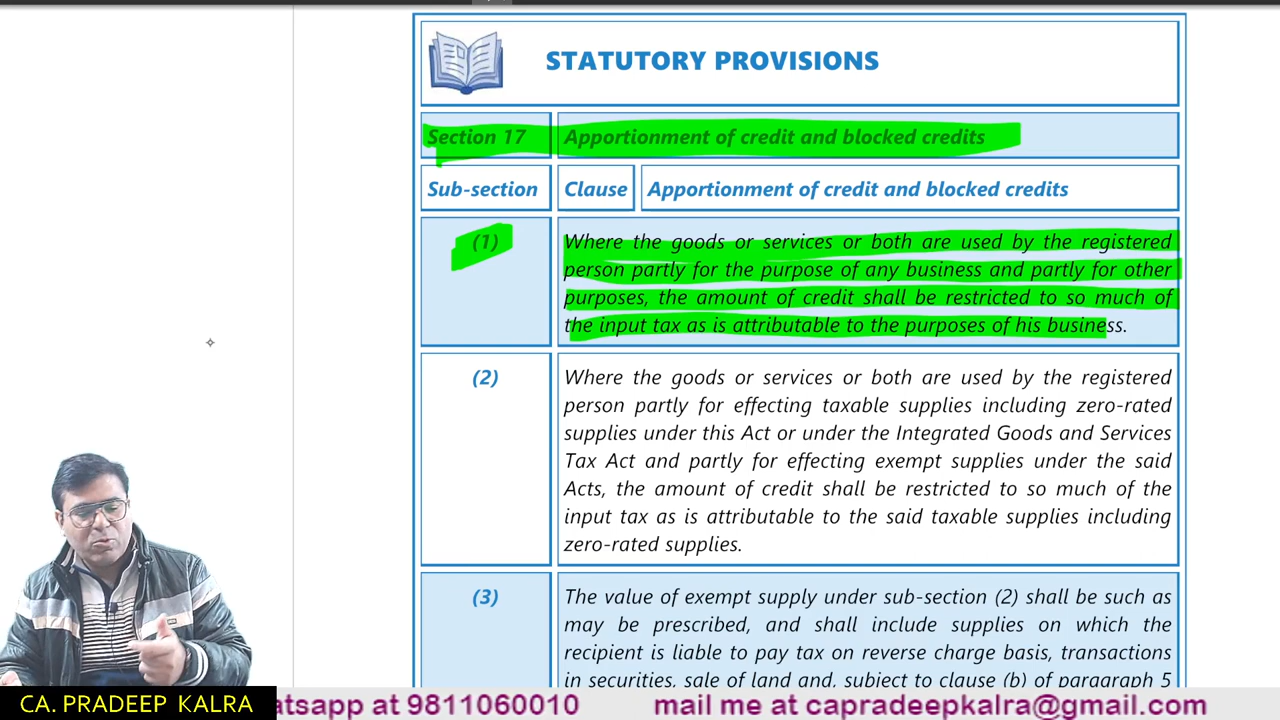 STATUTORY PROVISIONS
Section 17 Apportionment of credit and blocked credits
Sub-section Clause Apportionment of credit and blocked credits
(1) Where the goods or services or both are used by the registered
person partly for the purpose of any business and partly for other
purposes, the amount of credit shall be restricted to so much of
the input tax as is attributable to the purposes of his business.
(2) Where the goods or services or both are used by the registered
person partly for effecting taxable supplies including zero-rated
supplies under this Act or under the Integrated Goods and Services
Tax Act and partly for effecting exempt supplies under the said
Acts, the amount of credit shall be restricted to so much of the
input tax as is attributable to the said taxable supplies including
zero-rated supplies.
(3) The value of exempt supply under sub-section (2) shall be such as
may be prescribed, and shall include supplies on which the
recipient is liable to pay tax on reverse charge basis, transactions
in securities, sale of land and, subject to clause (b) of paragraph 5
CA. PRADEEP KALRA atsapp at 9811060010 mail me at capradeepkalra@gmail.com